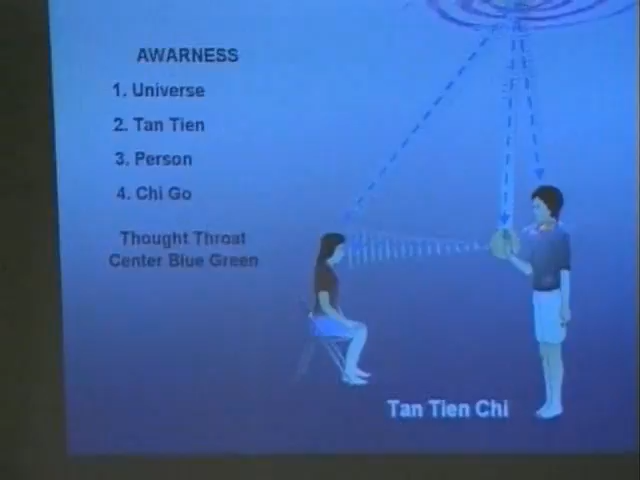 AWARNESS
1. Universe
2. Tan Tien
3. Person
4. Chi Go
Thought Throat
Center Blue Green
Tan Tien Chi